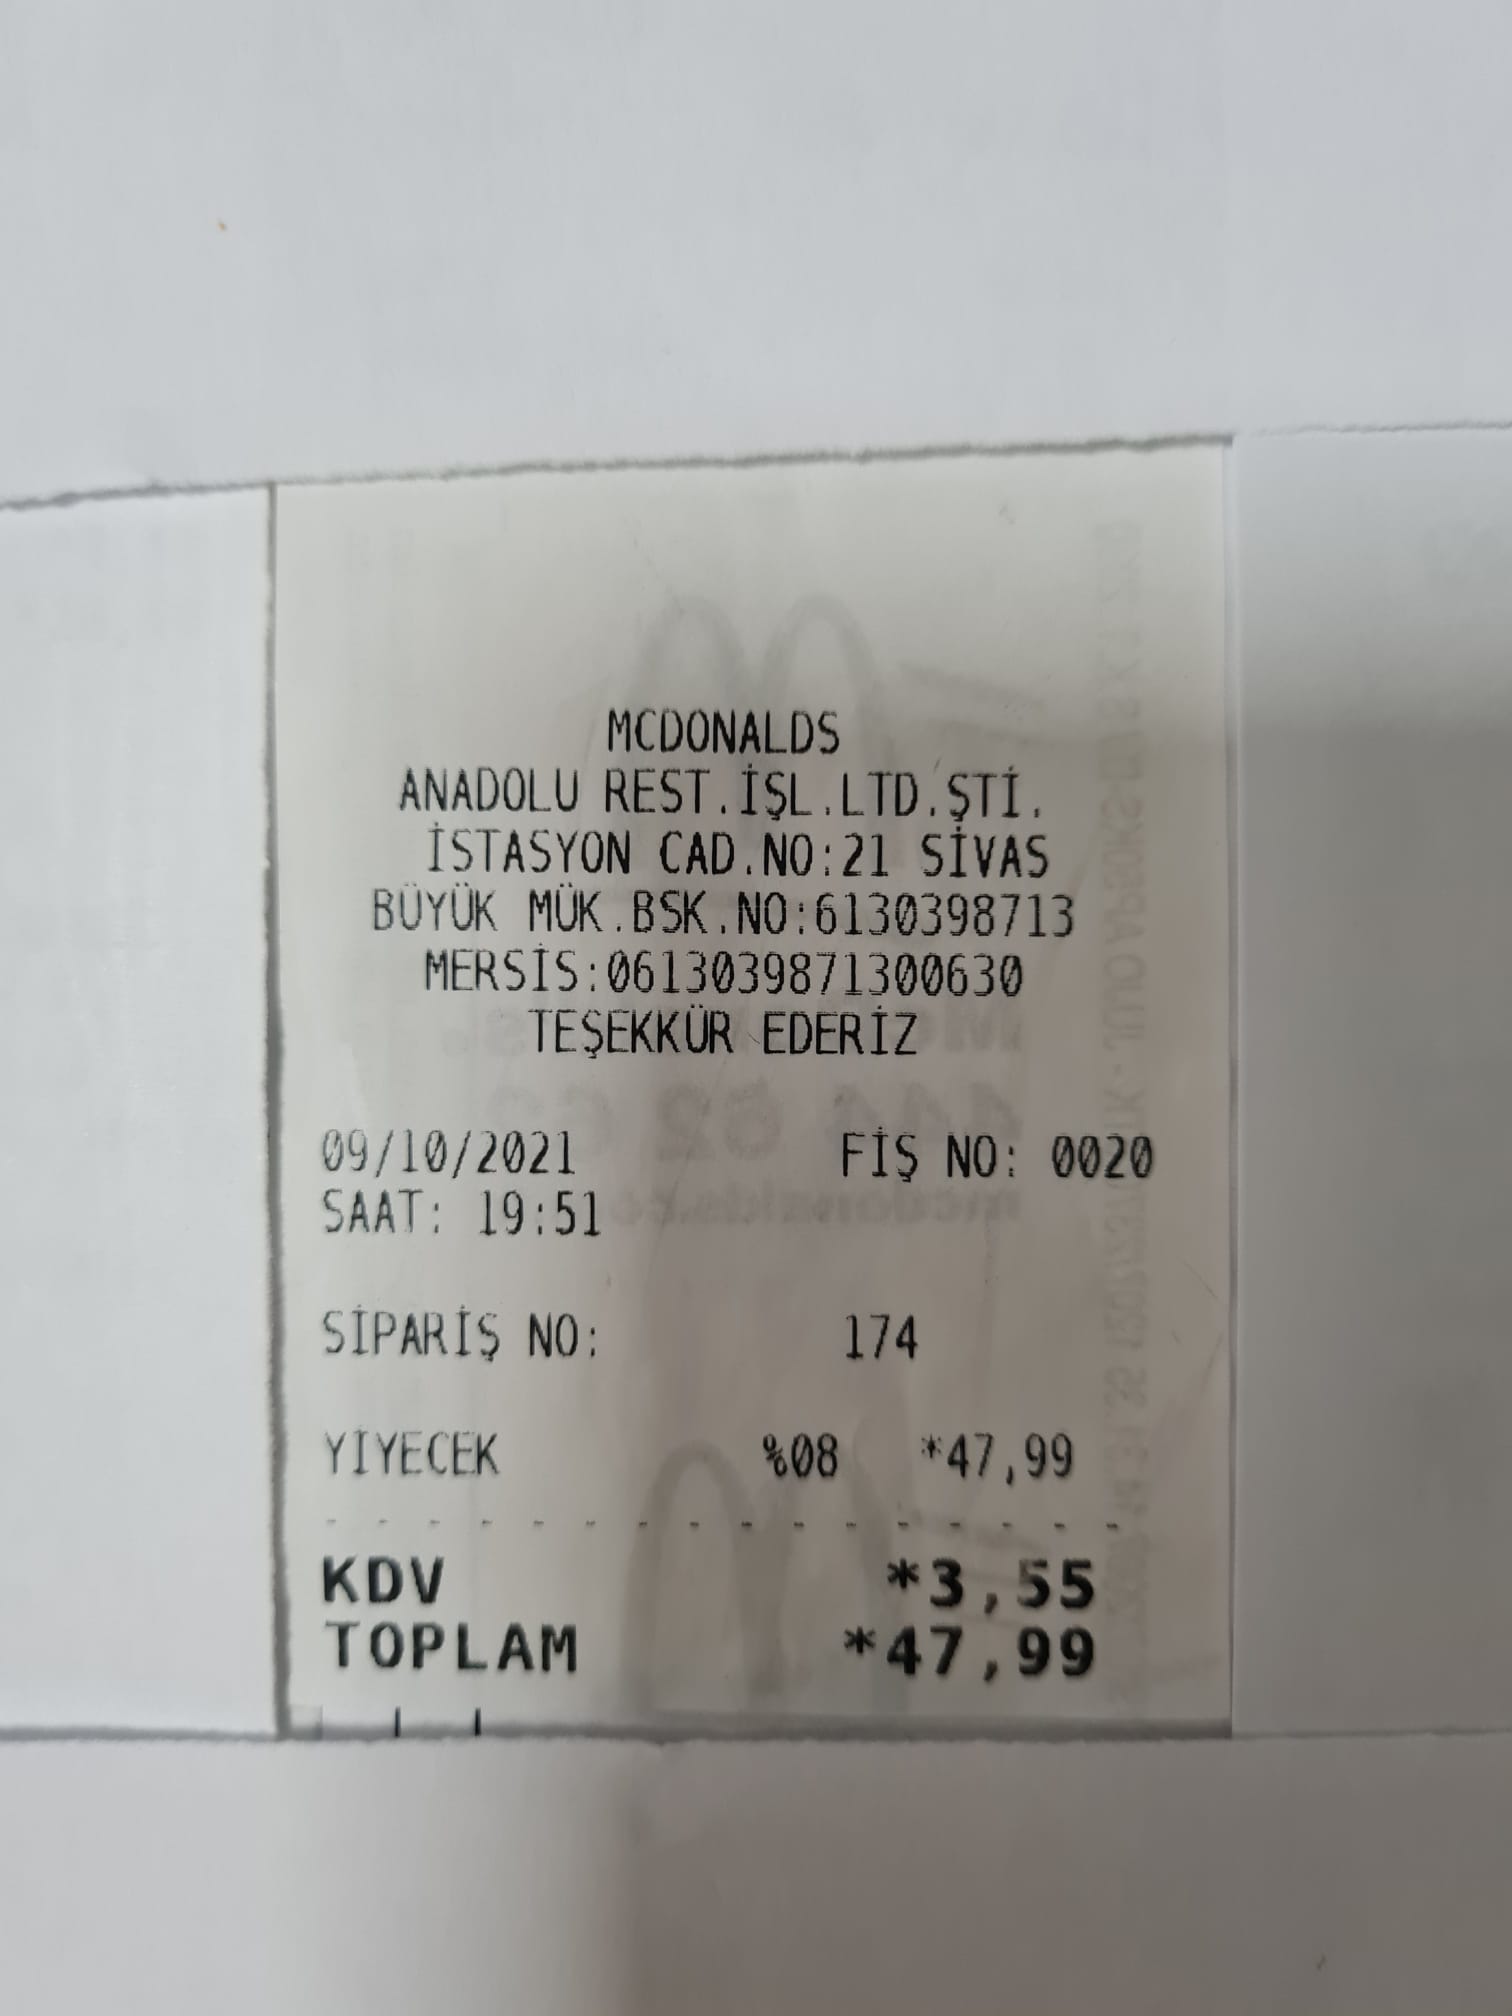 MCDONALDS
ANADOLU REST.İŞL.LTD.ŞTİ.
İSTASYON CAD.NO:21 SİVAS
BÜYÜK MÜK.BSK.NO:6130398713
MERSİS:0613039871300630
TEŞEKKÜR EDERİZ
09/10/2021 FİŞ NO: 0020
SAAT: 19:51
SİPARİŞ NO: 174
YİYECEK %08 *47,99
KDV *3,55
TOPLAM *47,99